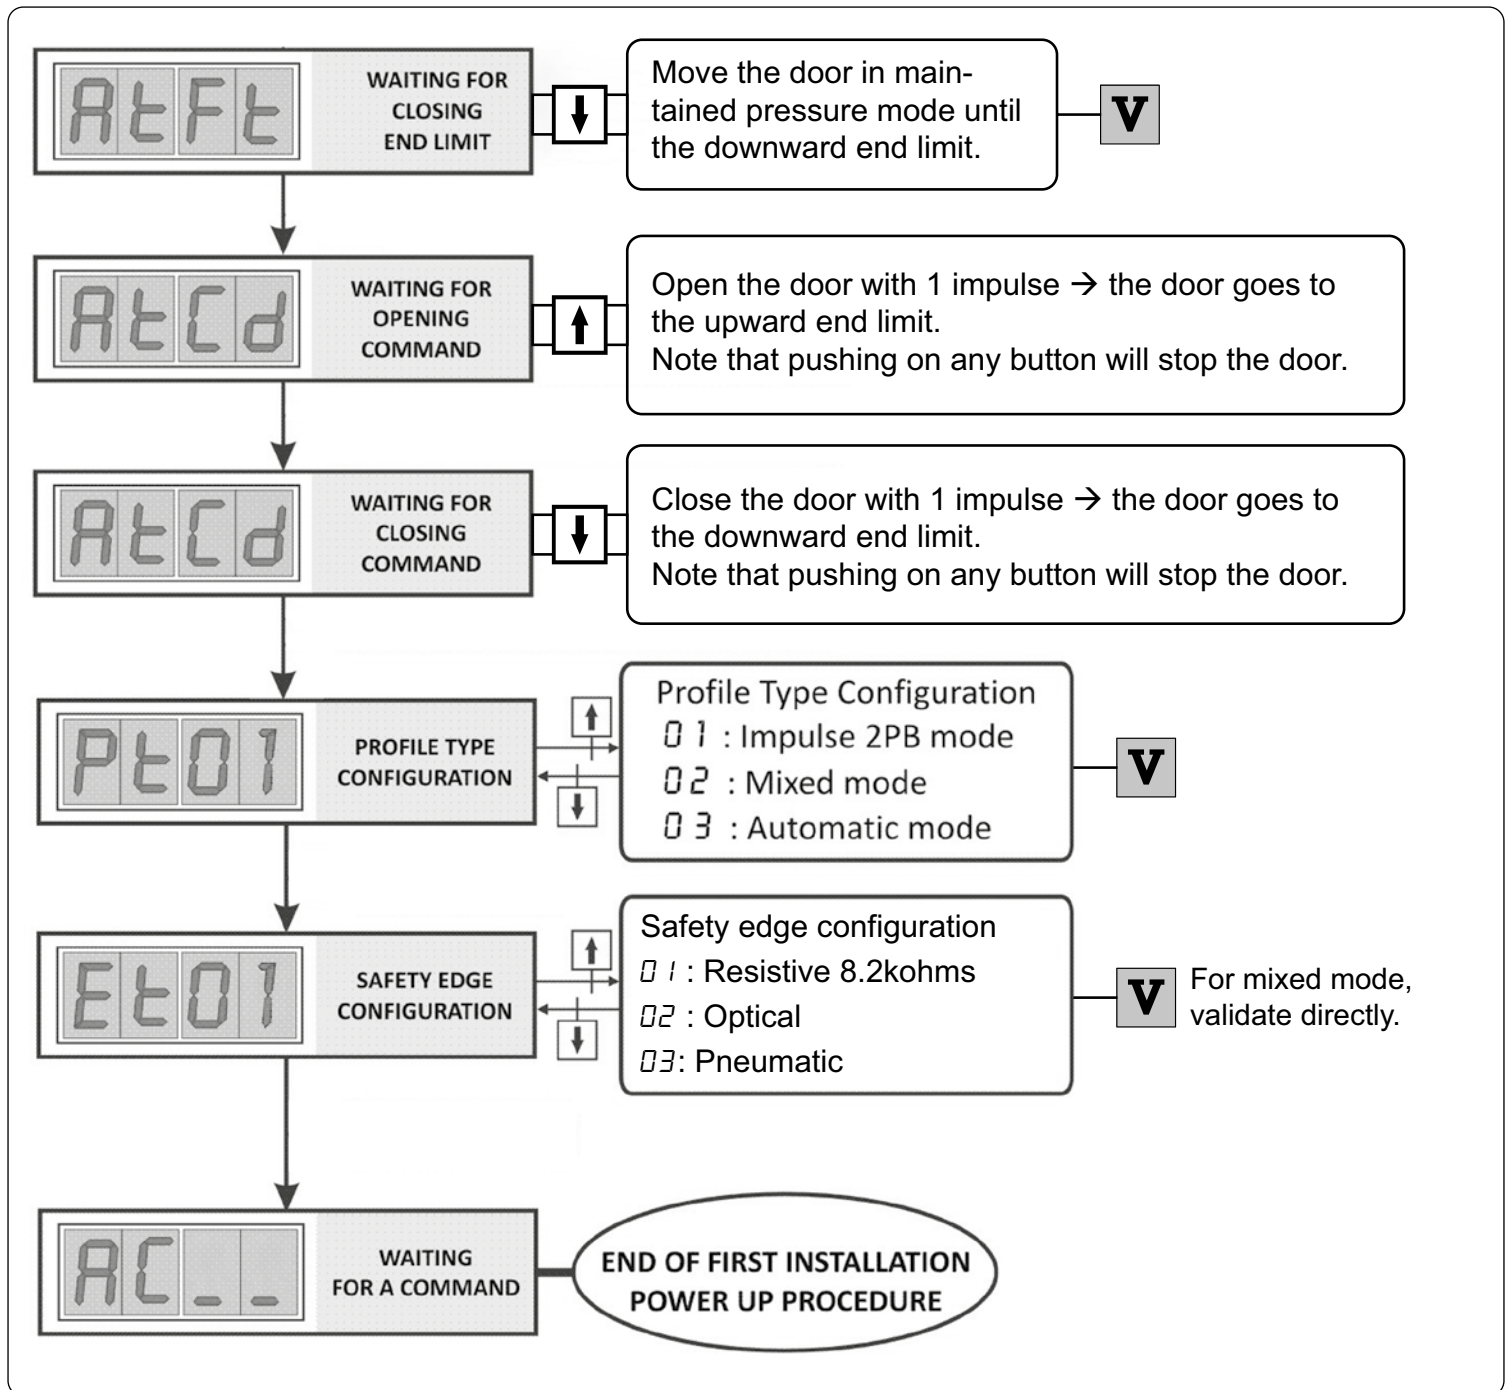 AtFt
WAITING FOR
CLOSING
END LIMIT
Move the door in main-
tained pressure mode until
the downward end limit.
V
AtCd
WAITING FOR
OPENING
COMMAND
Open the door with 1 impulse → the door goes to
the upward end limit.
Note that pushing on any button will stop the door.
AtCd
WAITING FOR
CLOSING
COMMAND
Close the door with 1 impulse → the door goes to
the downward end limit.
Note that pushing on any button will stop the door.
Pt01
PROFILE TYPE
CONFIGURATION
Profile Type Configuration
01 : Impulse 2PB mode
02 : Mixed mode
03 : Automatic mode
V
Et01
SAFETY EDGE
CONFIGURATION
Safety edge configuration
01 : Resistive 8.2kohms
02 : Optical
03: Pneumatic
V
For mixed mode,
validate directly.
AC_ _
WAITING
FOR A COMMAND
END OF FIRST INSTALLATION
POWER UP PROCEDURE